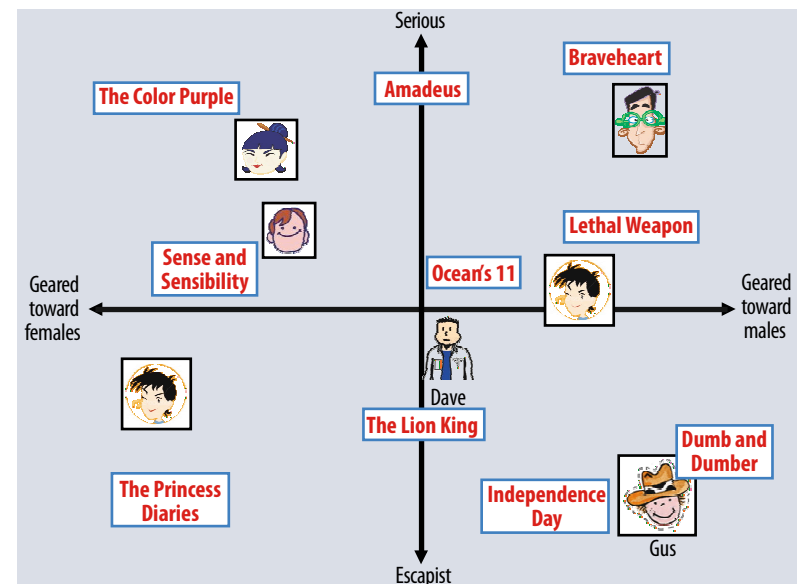 Serious
Braveheart
The Color Purple
Amadeus
Lethal Weapon
Sense and
Sensibility
Ocean's 11
Geared
toward
females
Geared
toward
males
Dave
The Lion King
Dumb and
Dumber
The Princess
Diaries
Independence
Day
Gus
Escapist